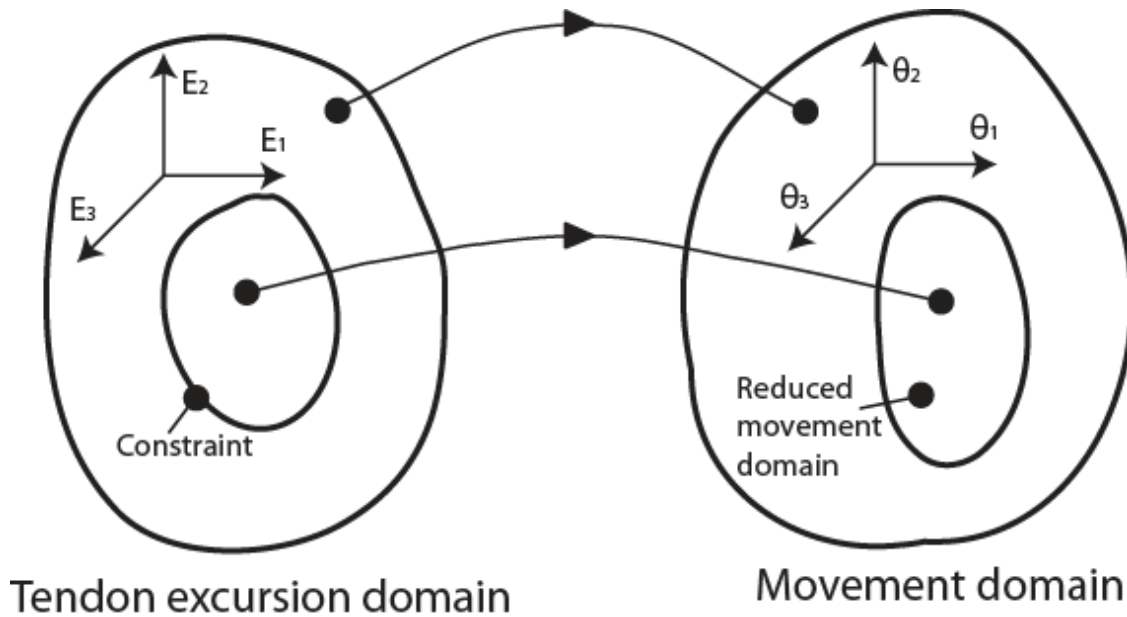 E₂
E₁
E₃
Constraint
Tendon excursion domain
θ₂
θ₁
θ₃
Reduced
movement
domain
Movement domain